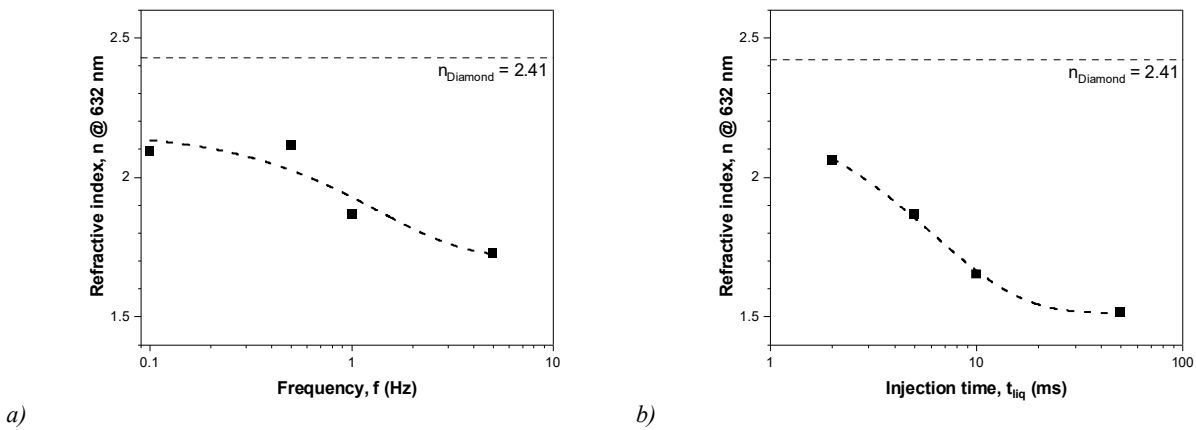 2.5
n_Diamond = 2.41
2
1.5
Refractive index, n @ 632 nm
0.1 1 10
Frequency, f (Hz)
a)
2.5
n_Diamond = 2.41
2
1.5
Refractive index, n @ 632 nm
1 10 100
Injection time, t_liq (ms)
b)